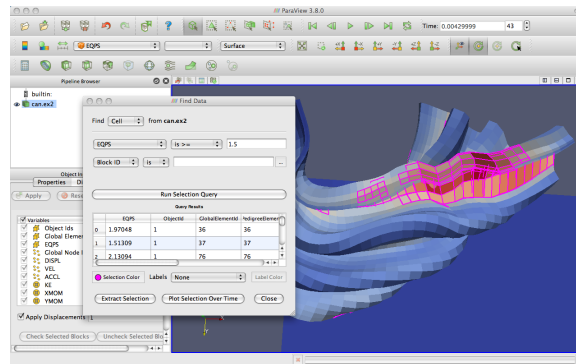 ParaView 3.8.0
Time: 0.00429999 43
EQPS Surface
Pipeline Browser
builtin:
can.ex2
Find Data
Find Cell from can.ex2
EQPS is >= 1.5
Block ID is ...
Run Selection Query
Query Results
EQPS ObjectId GlobalElementId
0 1.97048 1 36 36
1 1.51309 1 37 37
2 2.13094 1 76 76
Selection Color Labels None Label Color
Extract Selection Plot Selection Over Time Close
Object In
Properties
Apply
Variables
Object Ids
Global Elemen
EQPS
Global Node
DISPL
VEL
ACCL
KE
XMOM
YMOM
Apply Displacements
Check Selected Blocks Uncheck Selected